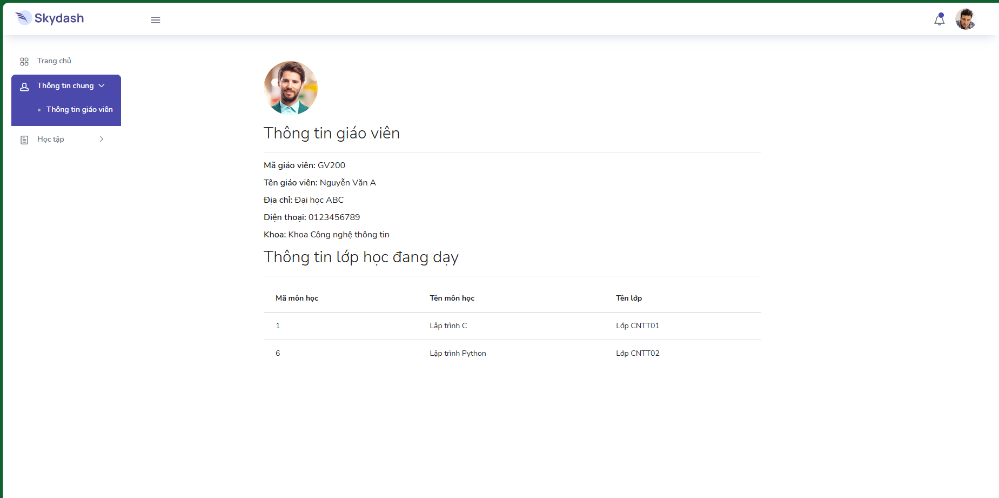 Skydash
Trang chủ
Thông tin chung
Thông tin giáo viên
Học tập
Thông tin giáo viên
Mã giáo viên: GV200
Tên giáo viên: Nguyễn Văn A
Địa chỉ: Đại học ABC
Diện thoại: 0123456789
Khoa: Khoa Công nghệ thông tin
Thông tin lớp học đang dạy
Mã môn học Tên môn học Tên lớp
1 Lập trình C Lớp CNTT01
6 Lập trình Python Lớp CNTT02